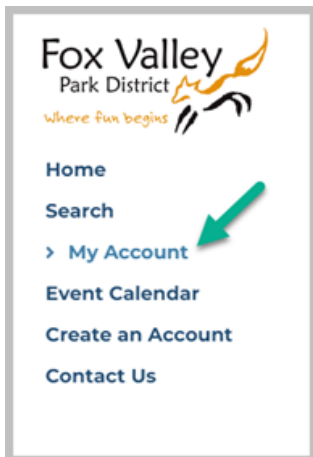 Fox Valley
Park District
Where fun begins
Home
Search
> My Account
Event Calendar
Create an Account
Contact Us